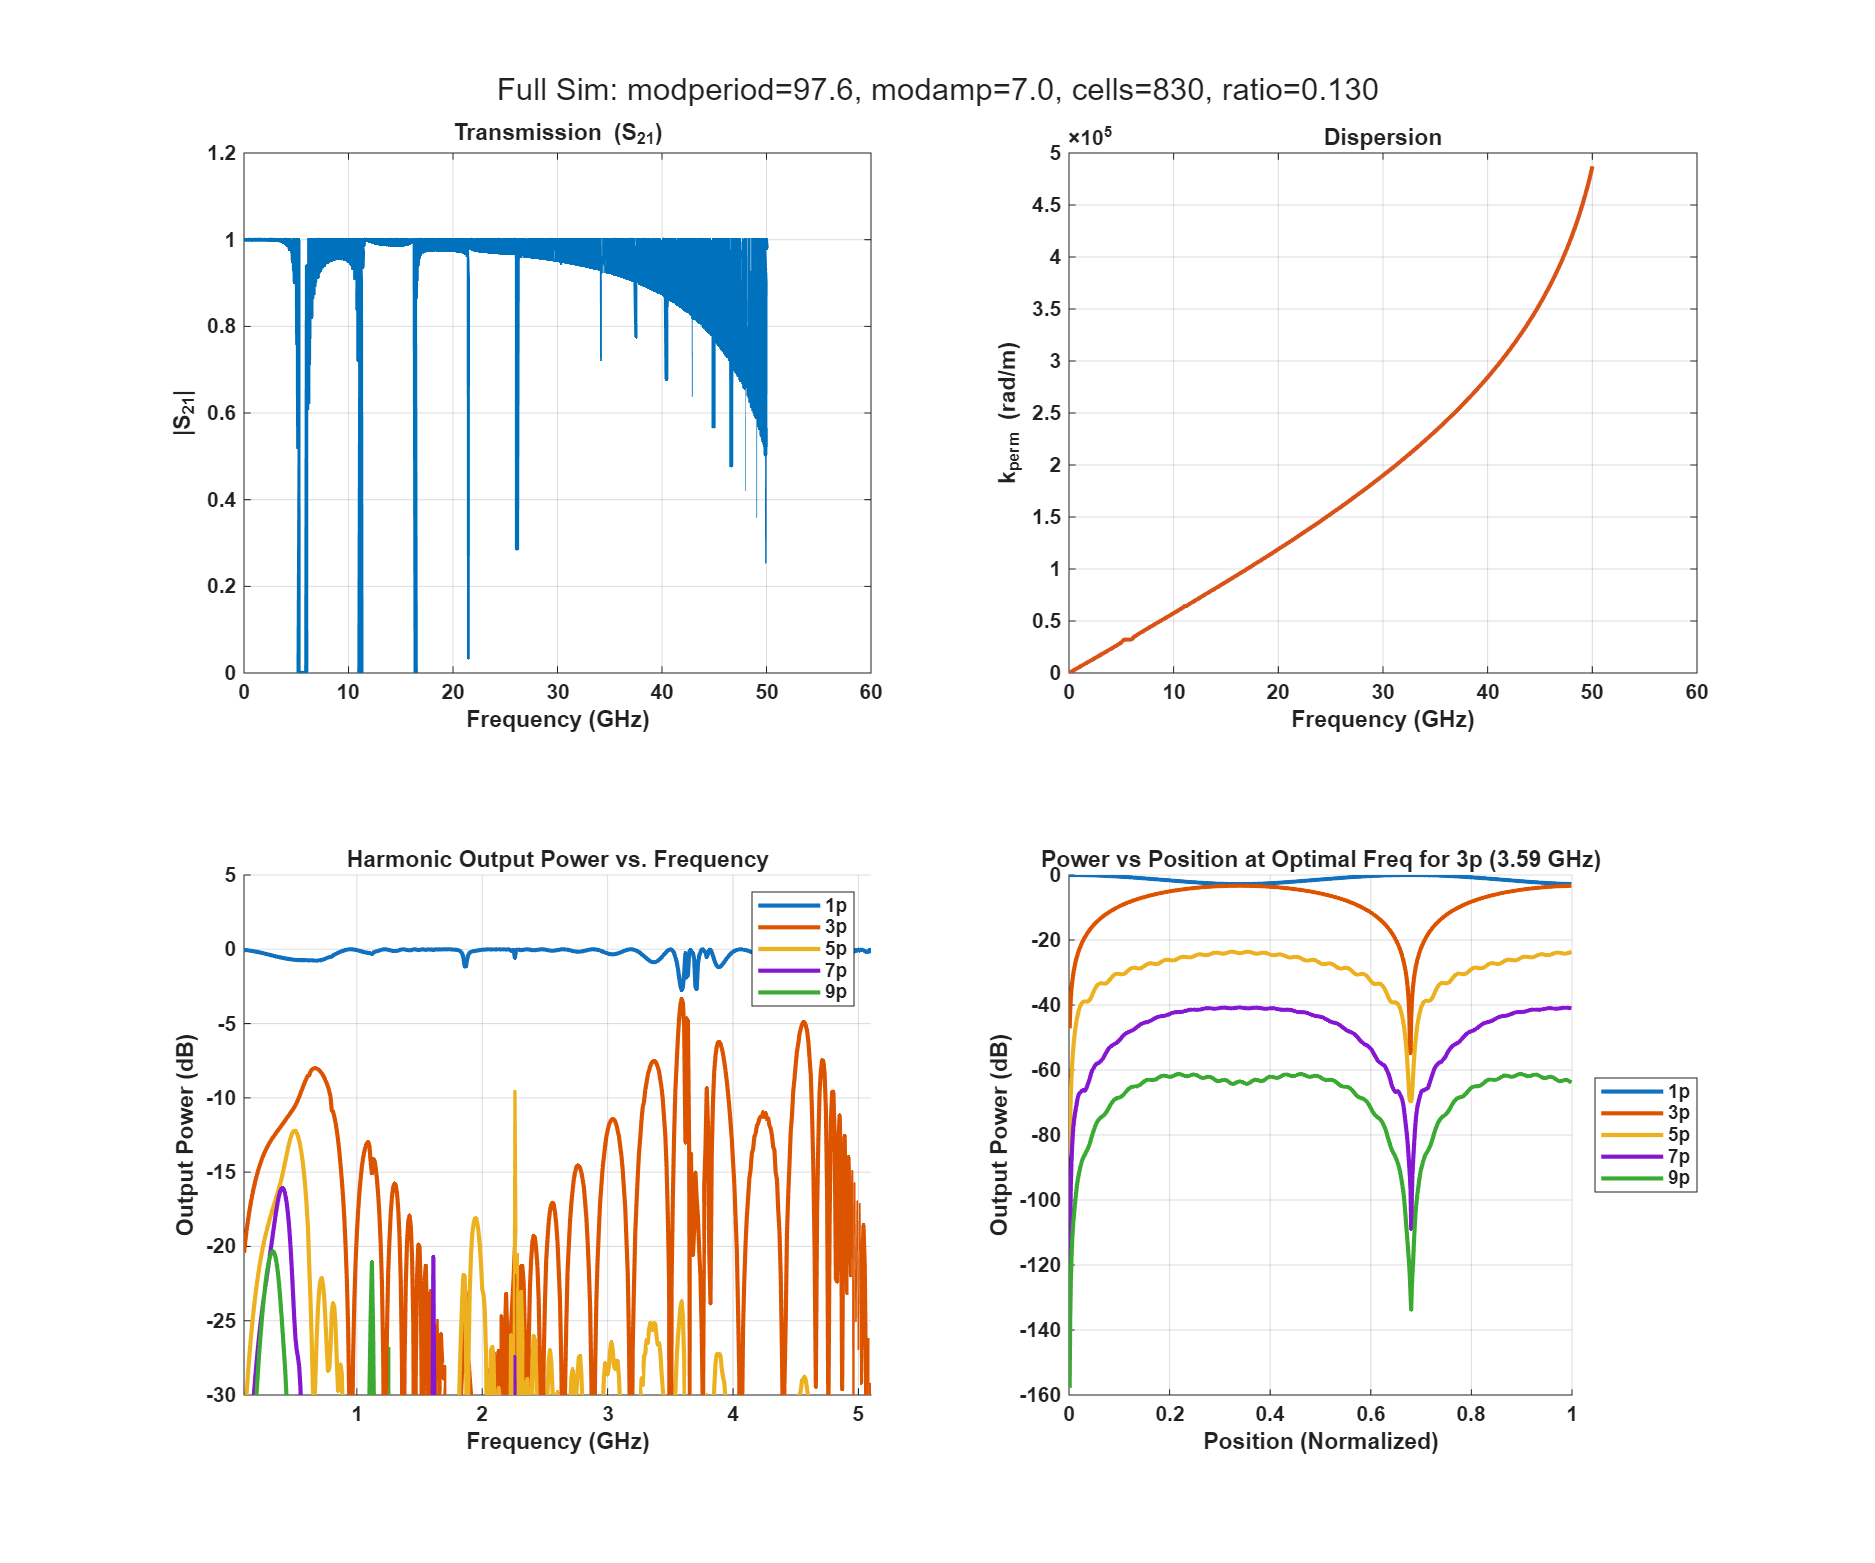 Full Sim: modperiod=97.6, modamp=7.0, cells=830, ratio=0.130
Transmission (S21)
1.2
1
0.8
0.6
0.4
0.2
0
|S21|
0 10 20 30 40 50 60
Frequency (GHz)
×10^5
Dispersion
5
4.5
4
3.5
3
2.5
2
1.5
1
0.5
0
kperm (rad/m)
0 10 20 30 40 50 60
Frequency (GHz)
Harmonic Output Power vs. Frequency
5
0
-5
-10
-15
-20
-25
-30
Output Power (dB)
1p
3p
5p
7p
9p
1 2 3 4 5
Frequency (GHz)
Power vs Position at Optimal Freq for 3p (3.59 GHz)
0
-20
-40
-60
-80
-100
-120
-140
-160
Output Power (dB)
1p
3p
5p
7p
9p
0 0.2 0.4 0.6 0.8 1
Position (Normalized)